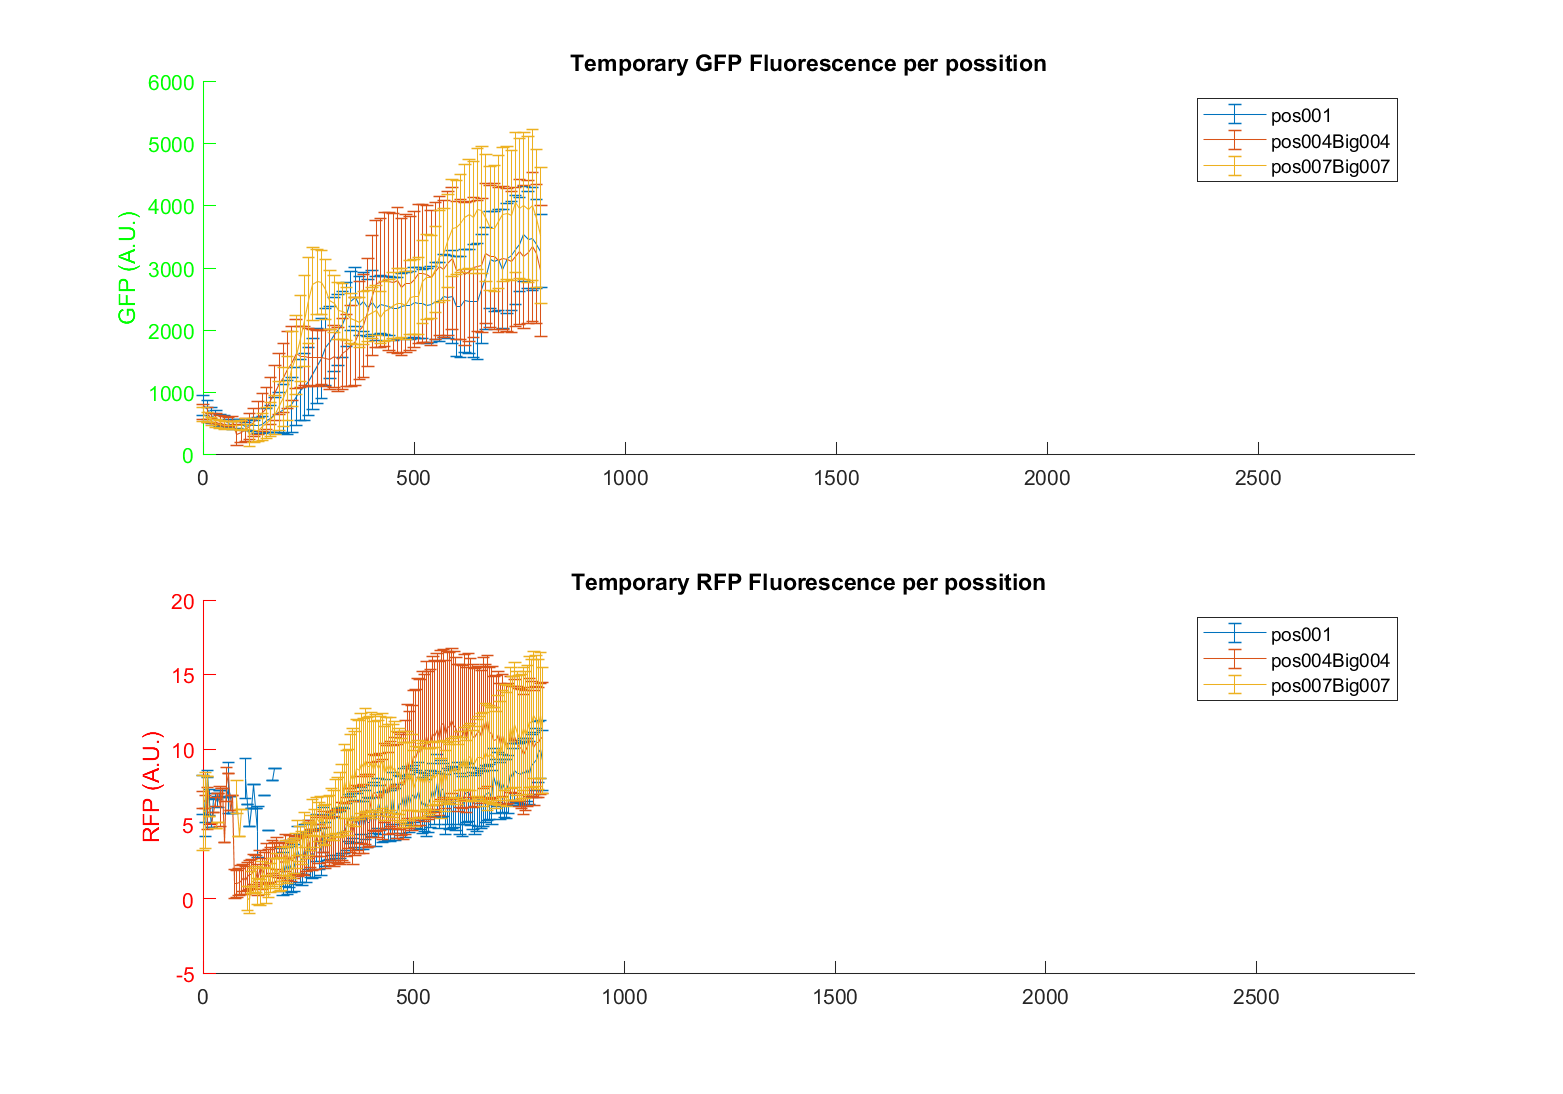 Temporary GFP Fluorescence per possition
6000
5000
4000
3000
2000
1000
0
GFP (A.U.)
0 500 1000 1500 2000 2500
pos001
pos004Big004
pos007Big007
Temporary RFP Fluorescence per possition
20
15
10
5
0
-5
RFP (A.U.)
0 500 1000 1500 2000 2500
pos001
pos004Big004
pos007Big007